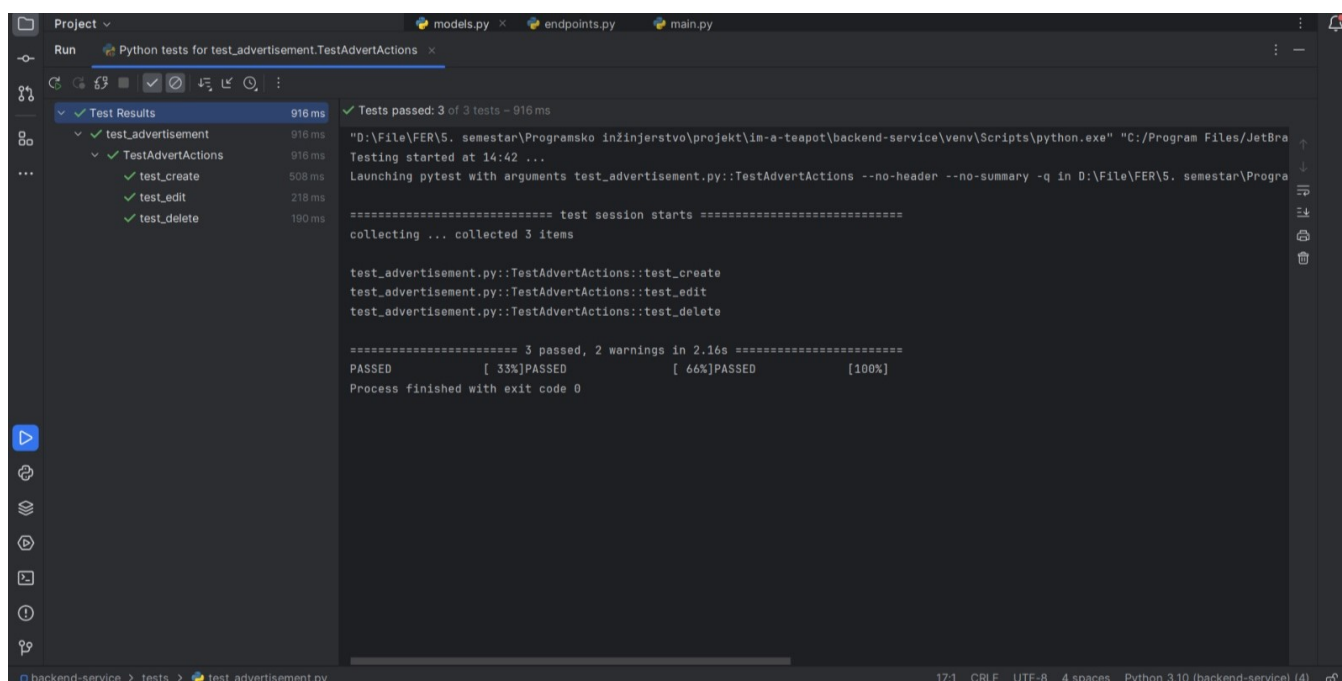 Project
models.py
endpoints.py
main.py
Run
Python tests for test_advertisement.TestAdvertActions
Test Results 916 ms
test_advertisement 916 ms
TestAdvertActions 916 ms
test_create 508 ms
test_edit 218 ms
test_delete 190 ms
Tests passed: 3 of 3 tests – 916 ms
"D:\File\FER\5. semestar\Programsko inžinjerstvo\projekt\im-a-teapot\backend-service\venv\Scripts\python.exe" "C:/Program Files/JetBra
Testing started at 14:42 ...
Launching pytest with arguments test_advertisement.py::TestAdvertActions --no-header --no-summary -q in D:\File\FER\5. semestar\Progra
============================= test session starts =============================
collecting ... collected 3 items
test_advertisement.py::TestAdvertActions::test_create
test_advertisement.py::TestAdvertActions::test_edit
test_advertisement.py::TestAdvertActions::test_delete
======================== 3 passed, 2 warnings in 2.16s ========================
PASSED [ 33%]PASSED [ 66%]PASSED [100%]
Process finished with exit code 0
backend-service > tests > test_advertisement.py
17:1 CRLF UTF-8 4 spaces Python 3.10 (backend-service) (4)